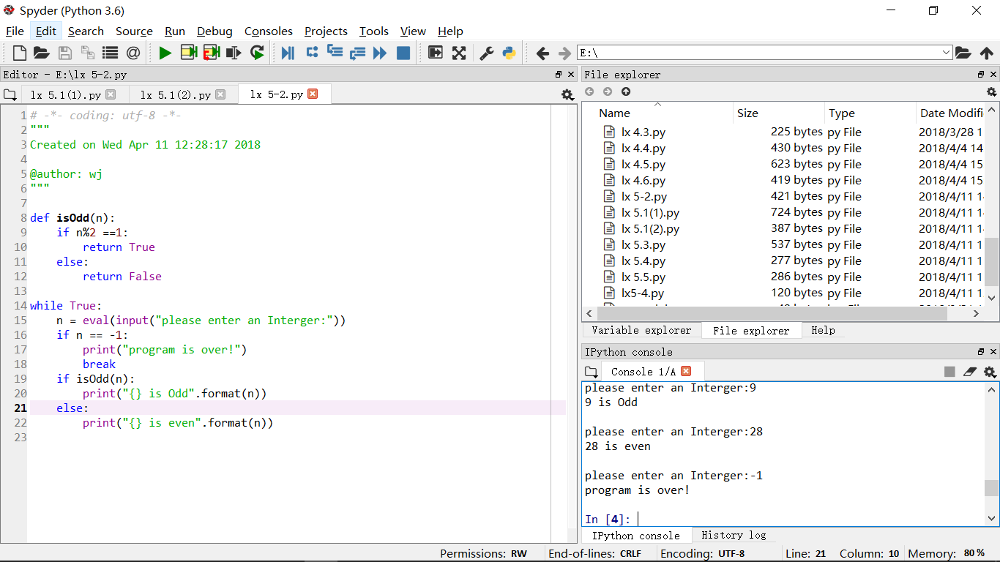 Spyder (Python 3.6)
File Edit Search Source Run Debug Consoles Projects Tools View Help
E:\
Editor - E:\lx 5-2.py
lx 5.1(1).py lx 5.1(2).py lx 5-2.py
1 # -*- coding: utf-8 -*-
2 """
3 Created on Wed Apr 11 12:28:17 2018
4
5 @author: wj
6 """
7
8 def isOdd(n):
9 if n%2 ==1:
10 return True
11 else:
12 return False
13
14 while True:
15 n = eval(input("please enter an Interger:"))
16 if n == -1:
17 print("program is over!")
18 break
19 if isOdd(n):
20 print("{} is Odd".format(n))
21 else:
22 print("{} is even".format(n))
23
File explorer
Name Size Type Date Modifi
lx 4.3.py 225 bytes py File 2018/3/28 1
lx 4.4.py 430 bytes py File 2018/4/4 14
lx 4.5.py 623 bytes py File 2018/4/4 15
lx 4.6.py 419 bytes py File 2018/4/4 15
lx 5-2.py 421 bytes py File 2018/4/11 1
lx 5.1(1).py 724 bytes py File 2018/4/11 1
lx 5.1(2).py 387 bytes py File 2018/4/11 1
lx 5.3.py 537 bytes py File 2018/4/11 1
lx 5.4.py 277 bytes py File 2018/4/11 1
lx 5.5.py 286 bytes py File 2018/4/11 1
lx5-4.py 120 bytes py File 2018/4/11 1
Variable explorer File explorer Help
IPython console
Console 1/A
please enter an Interger:9
9 is Odd
please enter an Interger:28
28 is even
please enter an Interger:-1
program is over!
In [4]:
IPython console History log
Permissions: RW End-of-lines: CRLF Encoding: UTF-8 Line: 21 Column: 10 Memory: 80 %